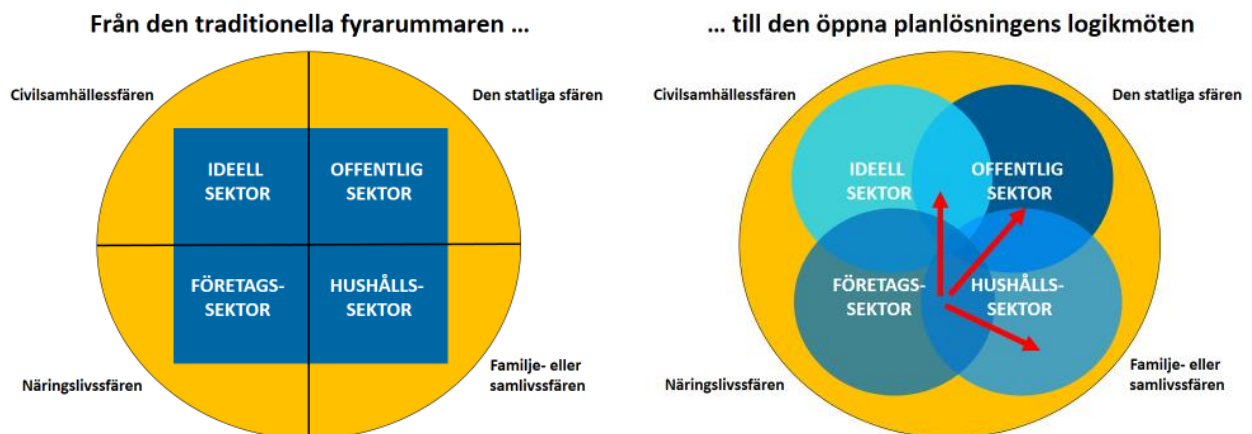 Från den traditionella fyrarummaren ...
Civilsamhällessfären
Den statliga sfären
IDEELL
SEKTOR
OFFENTLIG
SEKTOR
FÖRETAGS-
SEKTOR
HUSHÅLLS-
SEKTOR
Näringslivssfären
Familje- eller
samlivssfären
... till den öppna planlösningens logikmöten
Civilsamhällessfären
Den statliga sfären
IDEELL
SEKTOR
OFFENTLIG
SEKTOR
FÖRETAGS-
SEKTOR
HUSHÅLLS-
SEKTOR
Näringslivssfären
Familje- eller
samlivssfären